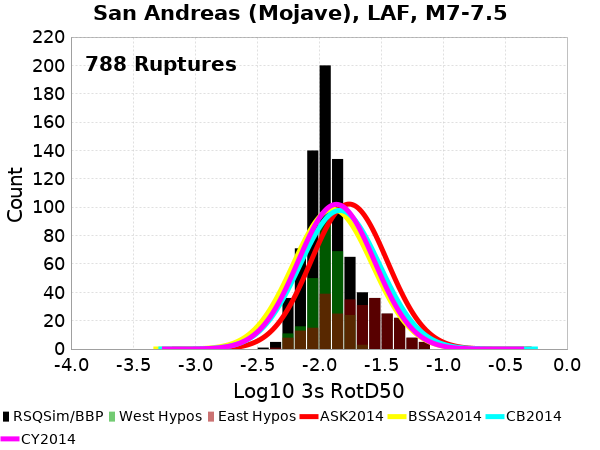 San Andreas (Mojave), LAF, M7-7.5
220
200
180
160
140
120
100
80
60
40
20
0
Count
788 Ruptures
-4.0 -3.5 -3.0 -2.5 -2.0 -1.5 -1.0 -0.5 0.0
Log10 3s RotD50
RSQSim/BBP West Hypos East Hypos ASK2014 BSSA2014 CB2014
CY2014